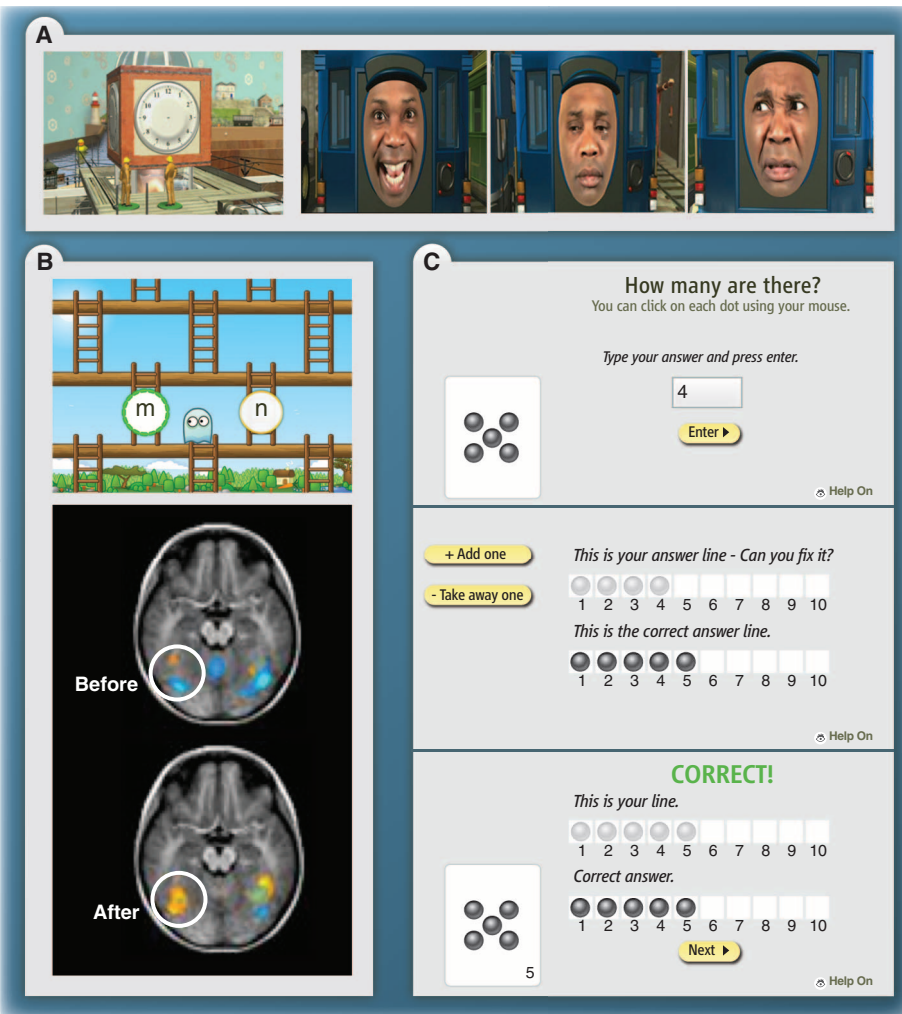 A
B
m
n
Before
After
C
How many are there?
You can click on each dot using your mouse.
Type your answer and press enter.
4
Enter
Help On
+ Add one
- Take away one
This is your answer line - Can you fix it?
1 2 3 4 5 6 7 8 9 10
This is the correct answer line.
1 2 3 4 5 6 7 8 9 10
Help On
CORRECT!
This is your line.
1 2 3 4 5 6 7 8 9 10
Correct answer.
1 2 3 4 5 6 7 8 9 10
5
Next
Help On